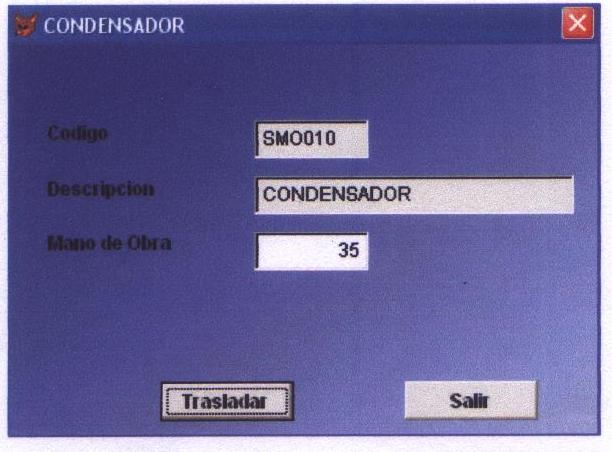 CONDENSADOR
Codigo SMO010
Descripcion CONDENSADOR
Mano de Obra 35
Trasladar Salir